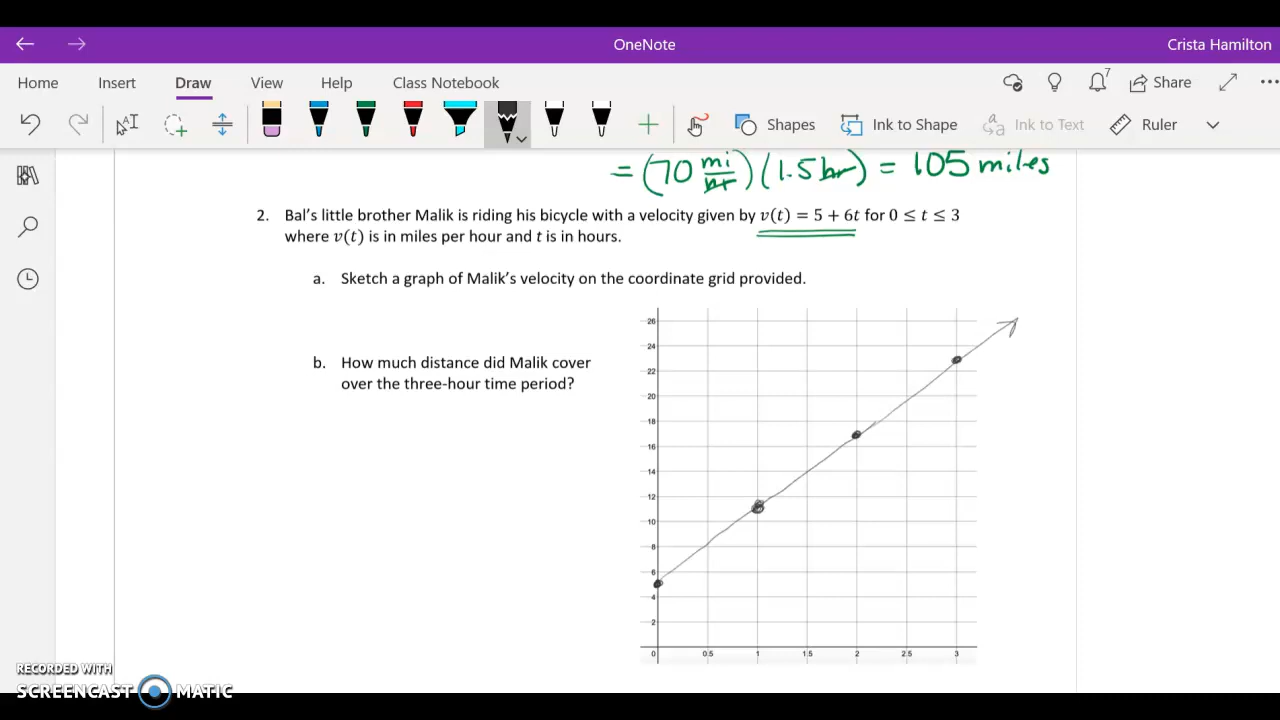 OneNote
Crista Hamilton
Home Insert Draw View Help Class Notebook 7 Share
Shapes Ink to Shape Ink to Text Ruler
= (70 mi/hr)(1.5 hr) = 105 miles
2. Bal's little brother Malik is riding his bicycle with a velocity given by v(t) = 5 + 6t for 0 ≤ t ≤ 3
where v(t) is in miles per hour and t is in hours.
a. Sketch a graph of Malik's velocity on the coordinate grid provided.
b. How much distance did Malik cover
over the three-hour time period?
26
24
22
20
18
16
14
12
10
8
6
4
2
0 0.5 1 1.5 2 2.5 3
RECORDED WITH
SCREENCAST MATIC